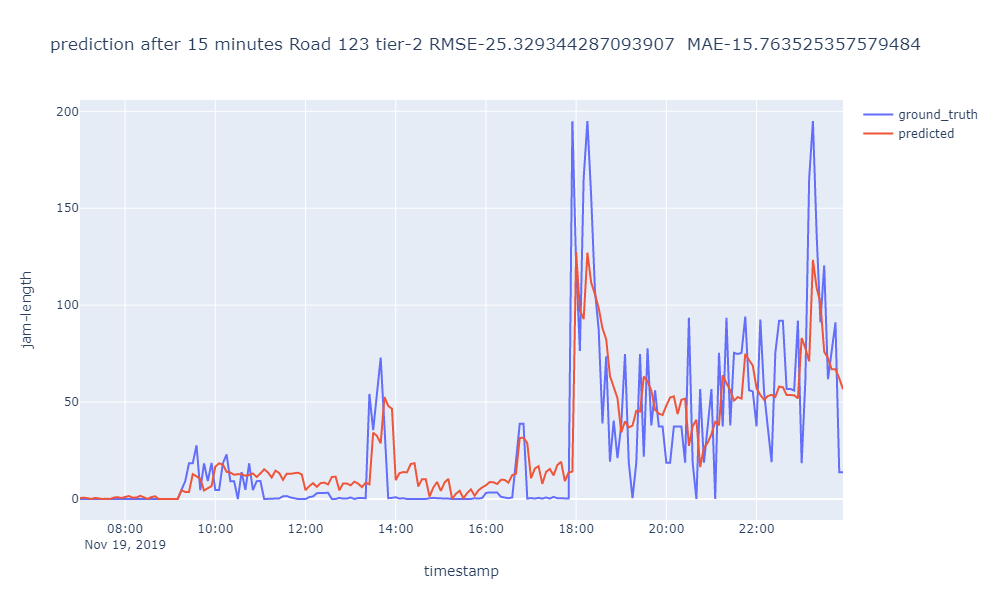 prediction after 15 minutes Road 123 tier-2 RMSE-25.329344287093907  MAE-15.763525357579484
ground_truth
predicted
200
150
100
50
0
jam-length
08:00 10:00 12:00 14:00 16:00 18:00 20:00 22:00
Nov 19, 2019
timestamp